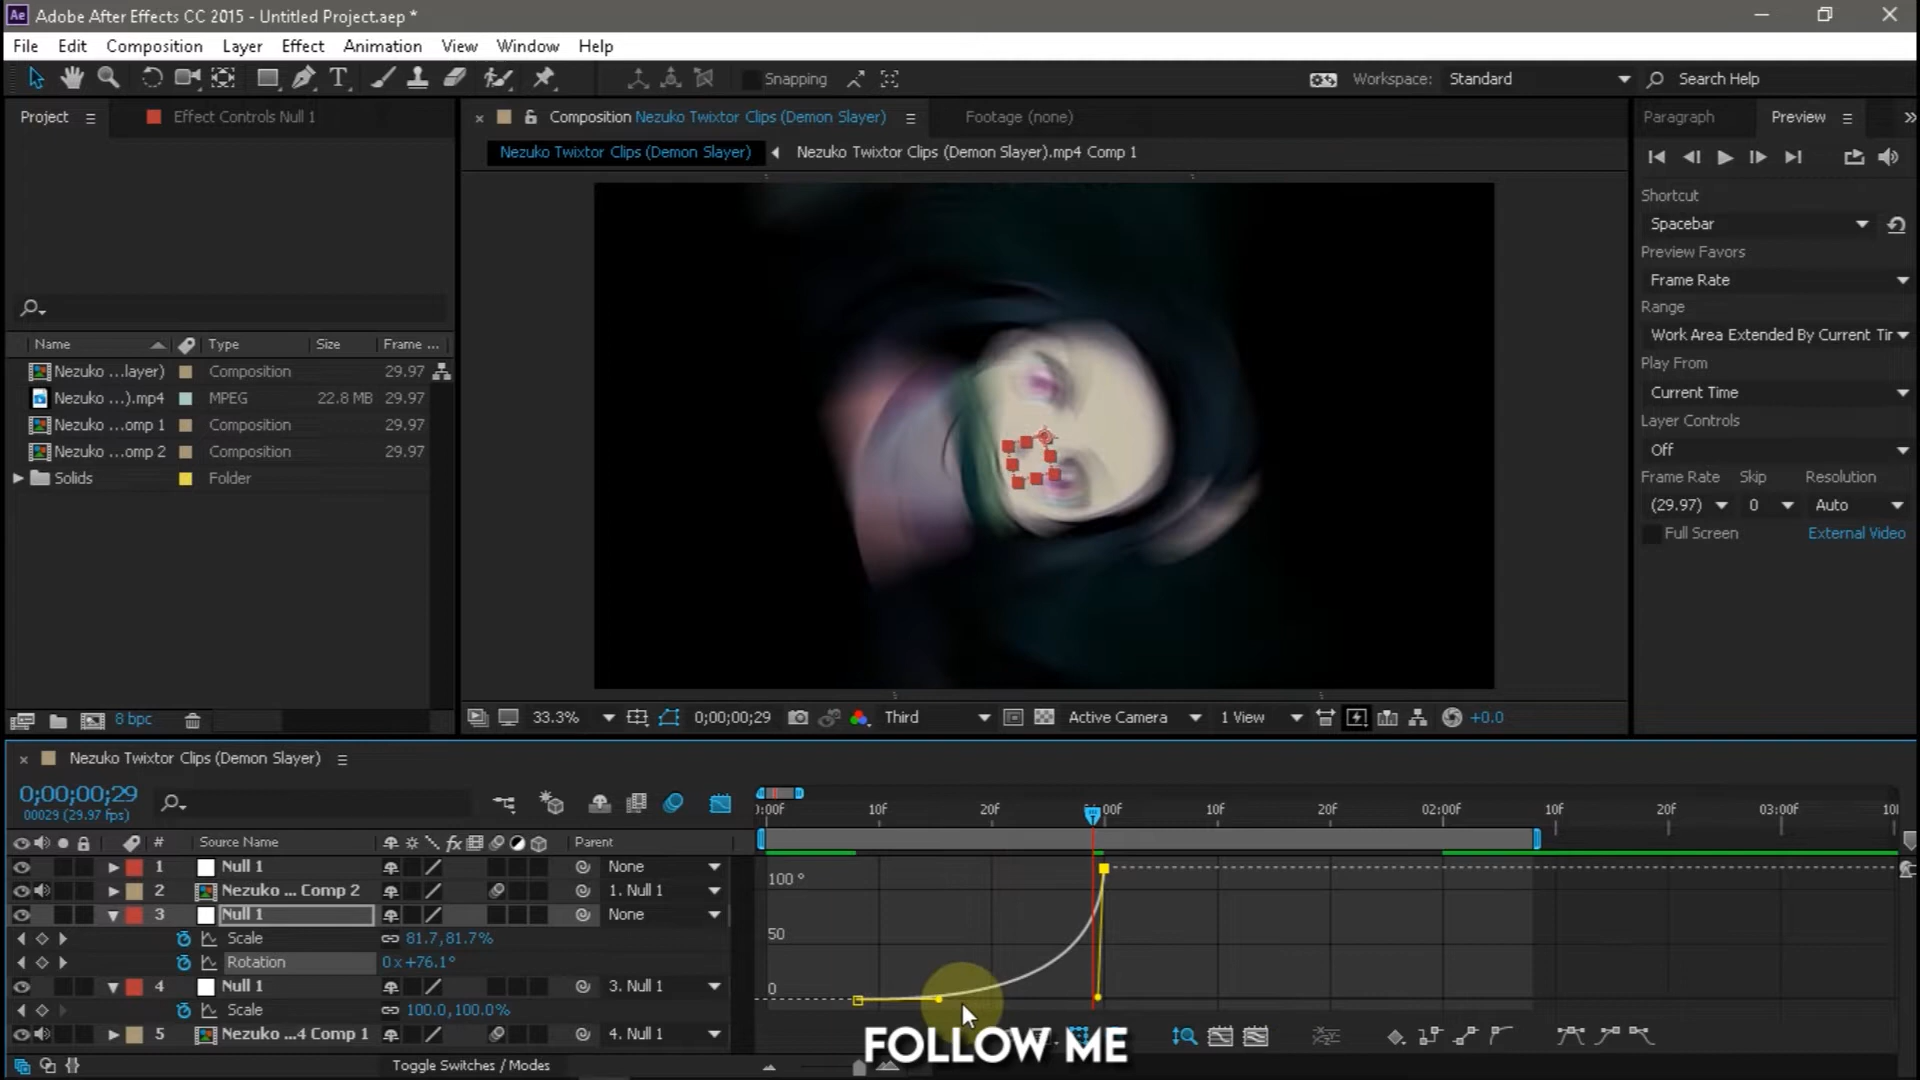 Ae Adobe After Effects CC 2015 - Untitled Project.aep *
File Edit Composition Layer Effect Animation View Window Help
T Snapping Workspace: Standard Search Help
Project Effect Controls Null 1
Composition Nezuko Twixtor Clips (Demon Slayer) Footage (none)
Paragraph Preview
Nezuko Twixtor Clips (Demon Slayer) Nezuko Twixtor Clips (Demon Slayer).mp4 Comp 1
Shortcut
Spacebar
Preview Favors
Frame Rate
Range
Work Area Extended By Current Tir
Play From
Current Time
Layer Controls
Off
Frame Rate Skip Resolution
(29.97) 0 Auto
Full Screen External Video
Name Type Size Frame ...
Nezuko ...layer) Composition 29.97
Nezuko ...).mp4 MPEG 22.8 MB 29.97
Nezuko ...omp 1 Composition 29.97
Nezuko ...omp 2 Composition 29.97
Solids Folder
8 bpc
33.3% 0;00;00;29 Third Active Camera 1 View +0.0
Nezuko Twixtor Clips (Demon Slayer)
0;00;00;29
00029 (29.97 fps)
):00f 10f 20f 00f 10f 20f 02:00f 10f 20f 03:00f 10
# Source Name fx Parent
1 Null 1 None
2 Nezuko ... Comp 2 1. Null 1
3 Null 1 None
Scale 81.7,81.7%
Rotation 0x+76.1°
4 Null 1 3. Null 1
Scale 100.0,100.0%
5 Nezuko ...4 Comp 1 4. Null 1
Toggle Switches / Modes
100 °
50
0
FOLLOW ME